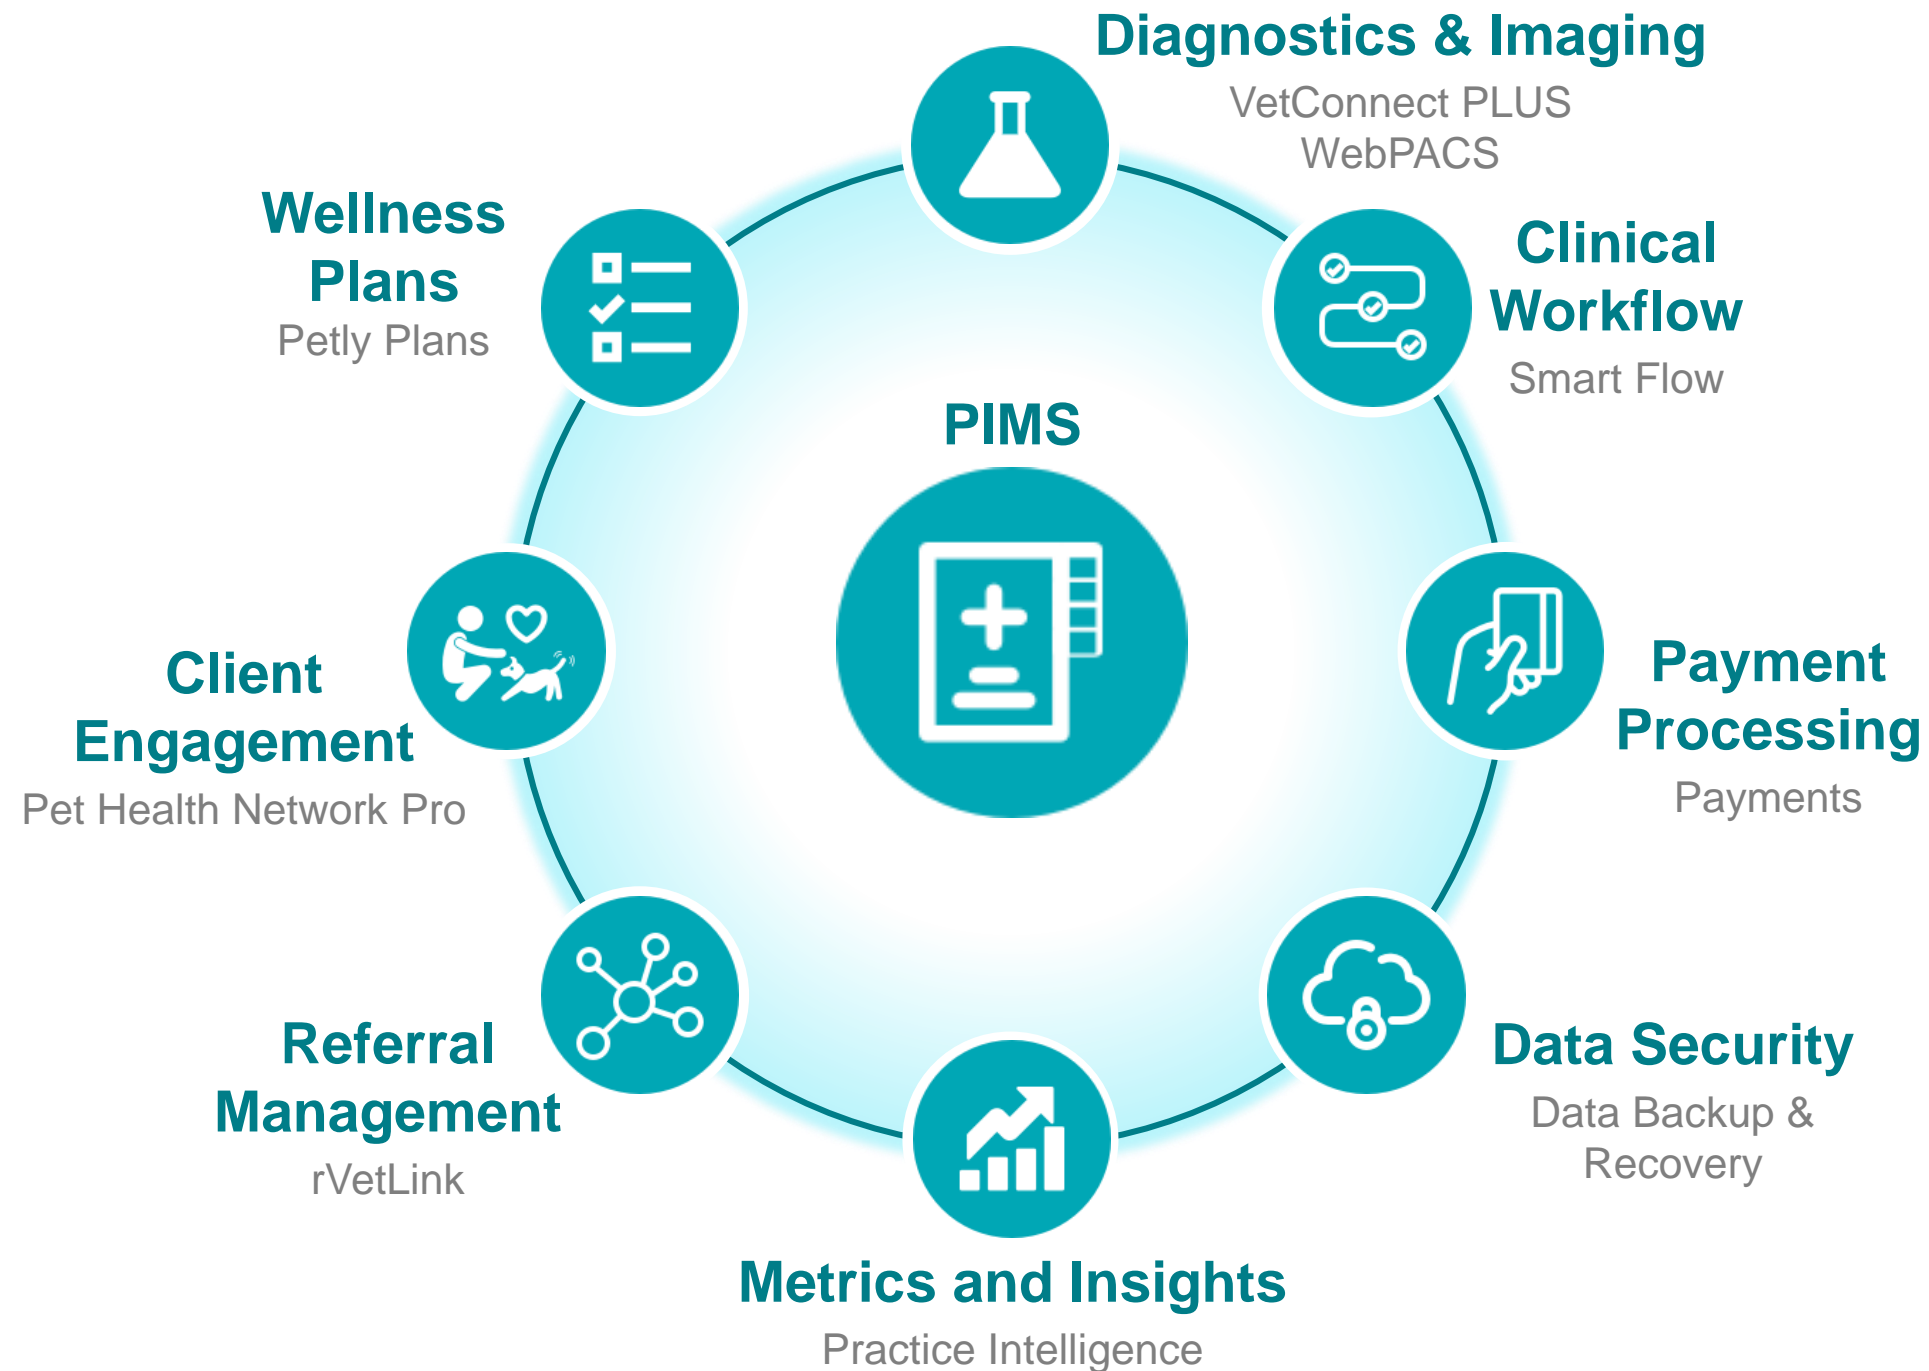 Diagnostics & Imaging
VetConnect PLUS
WebPACS
Clinical
Workflow
Smart Flow
Payment
Processing
Payments
Data Security
Data Backup &
Recovery
Metrics and Insights
Practice Intelligence
Referral
Management
rVetLink
Client
Engagement
Pet Health Network Pro
Wellness
Plans
Petly Plans
PIMS